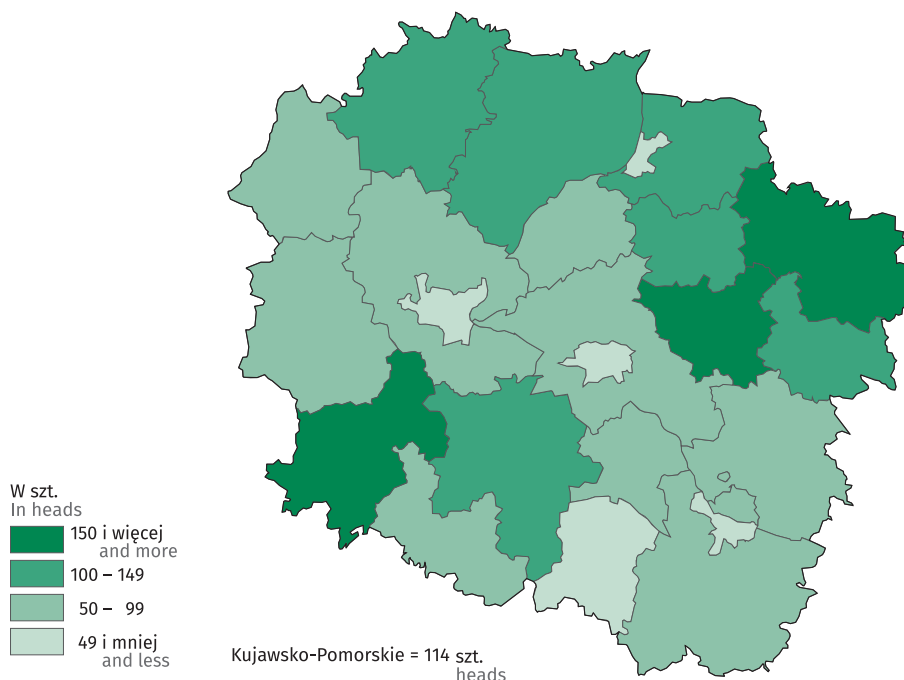 W szt.
In heads
150 i więcej
and more
100 – 149
50 – 99
49 i mniej
and less
Kujawsko-Pomorskie = 114 szt.
heads